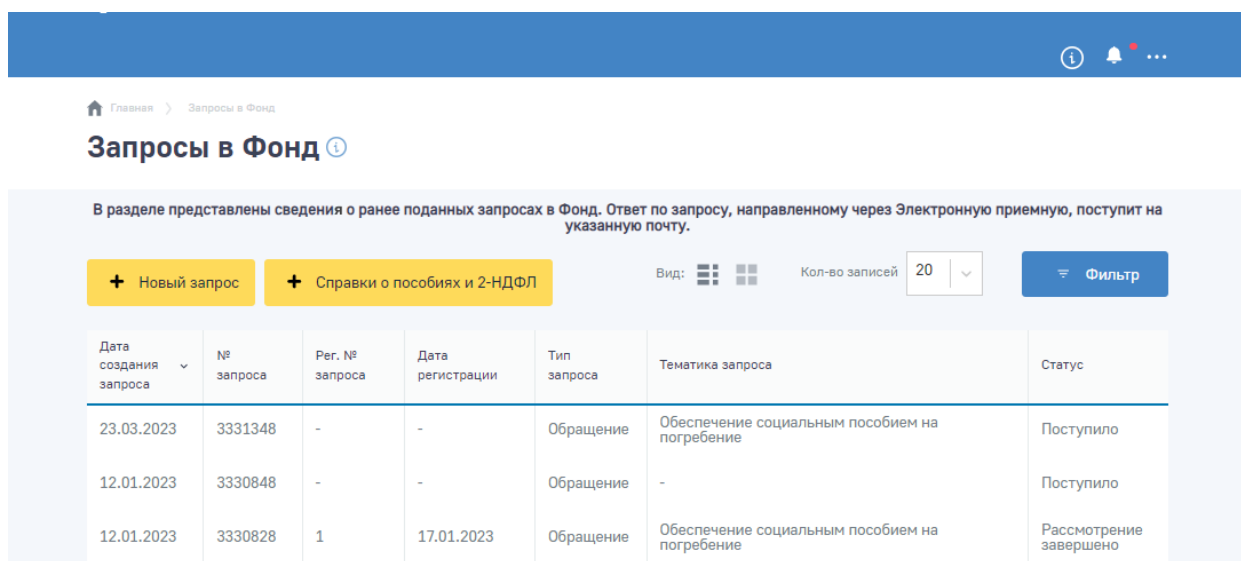 Главная > Запросы в Фонд
Запросы в Фонд
В разделе представлены сведения о ранее поданных запросах в Фонд. Ответ по запросу, направленному через Электронную приемную, поступит на
указанную почту.
+ Новый запрос + Справки о пособиях и 2-НДФЛ Вид: Кол-во записей 20 Фильтр
Дата создания запроса № запроса Рег. № запроса Дата регистрации Тип запроса Тематика запроса Статус
23.03.2023 3331348 - - Обращение Обеспечение социальным пособием на погребение Поступило
12.01.2023 3330848 - - Обращение - Поступило
12.01.2023 3330828 1 17.01.2023 Обращение Обеспечение социальным пособием на погребение Рассмотрение завершено